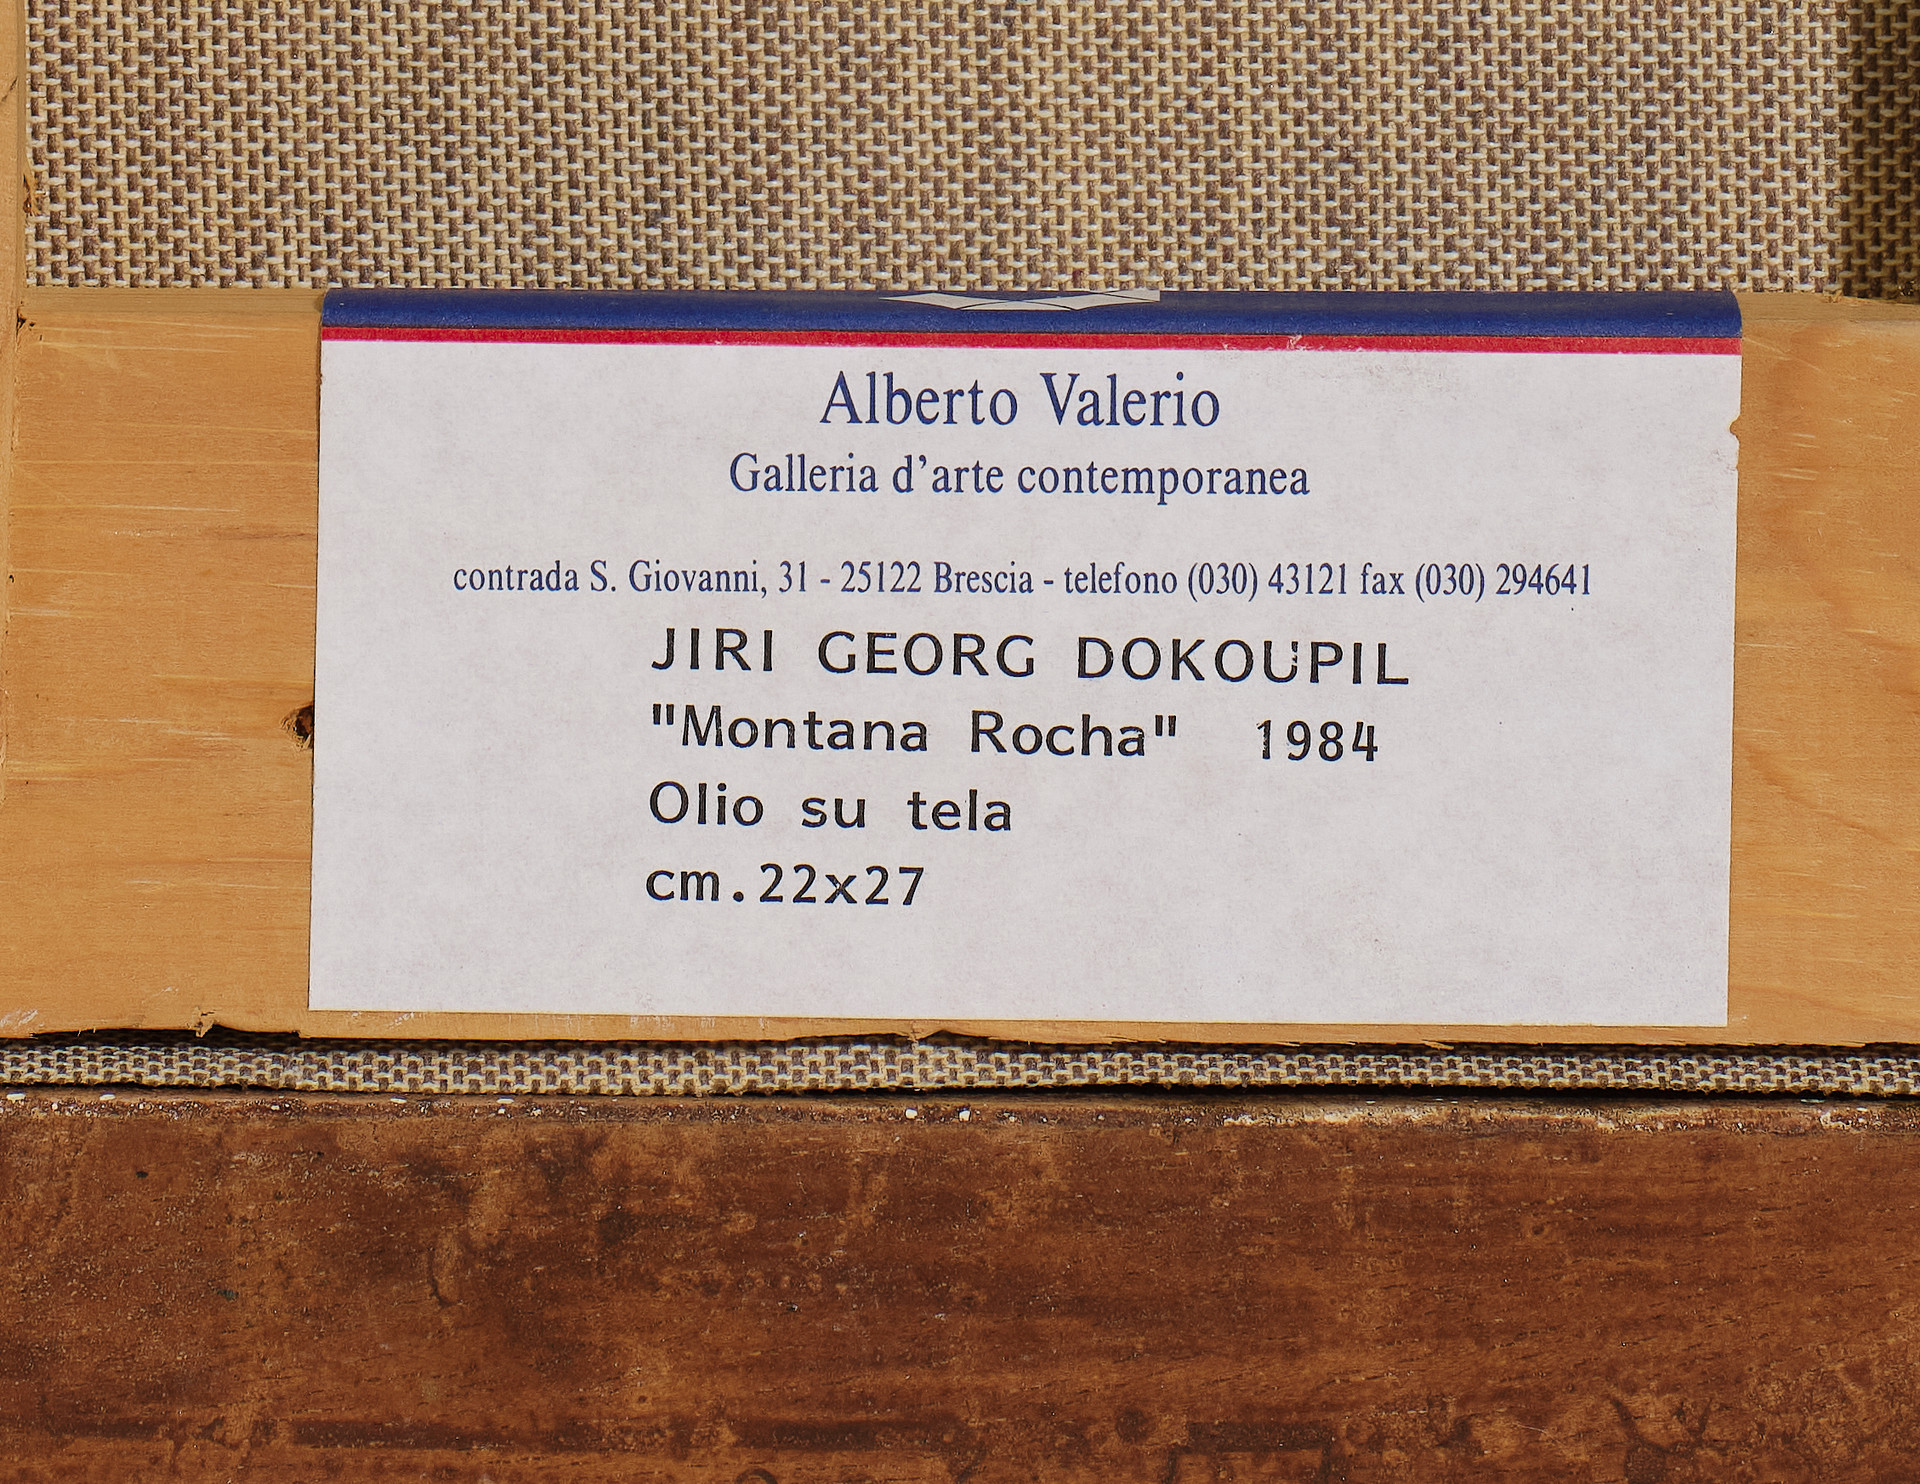 Alberto Valerio
Galleria d’arte contemporanea
contrada S. Giovanni, 31 - 25122 Brescia - telefono (030) 43121 fax (030) 294641
JIRI GEORG DOKOUPIL
"Montana Rocha" 1984
Olio su tela
cm.22x27